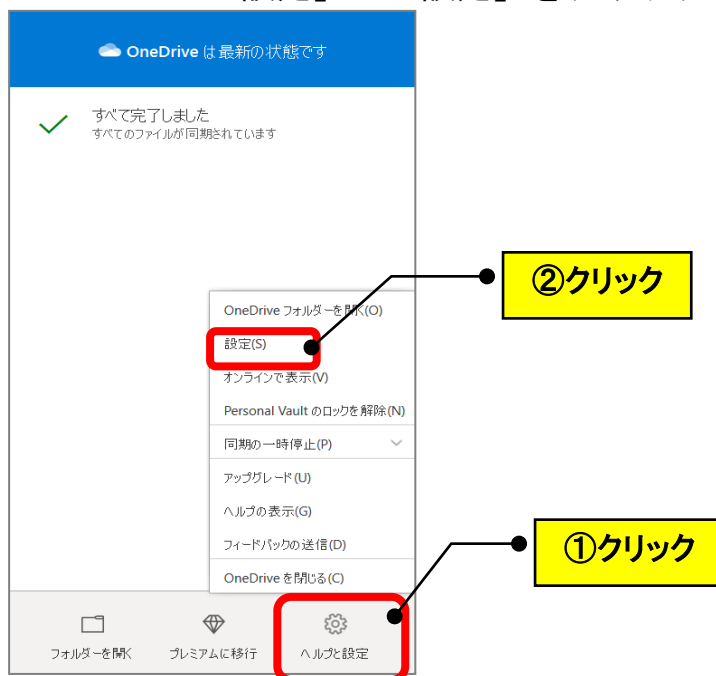 OneDrive は最新の状態です
すべて完了しました
すべてのファイルが同期されています
②クリック
OneDrive フォルダーを開く(O)
設定(S)
オンラインで表示(V)
Personal Vault のロックを解除(N)
同期の一時停止(P)
アップグレード(U)
ヘルプの表示(G)
フィードバックの送信(D)
OneDrive を閉じる(C)
①クリック
フォルダーを開く
プレミアムに移行
ヘルプと設定